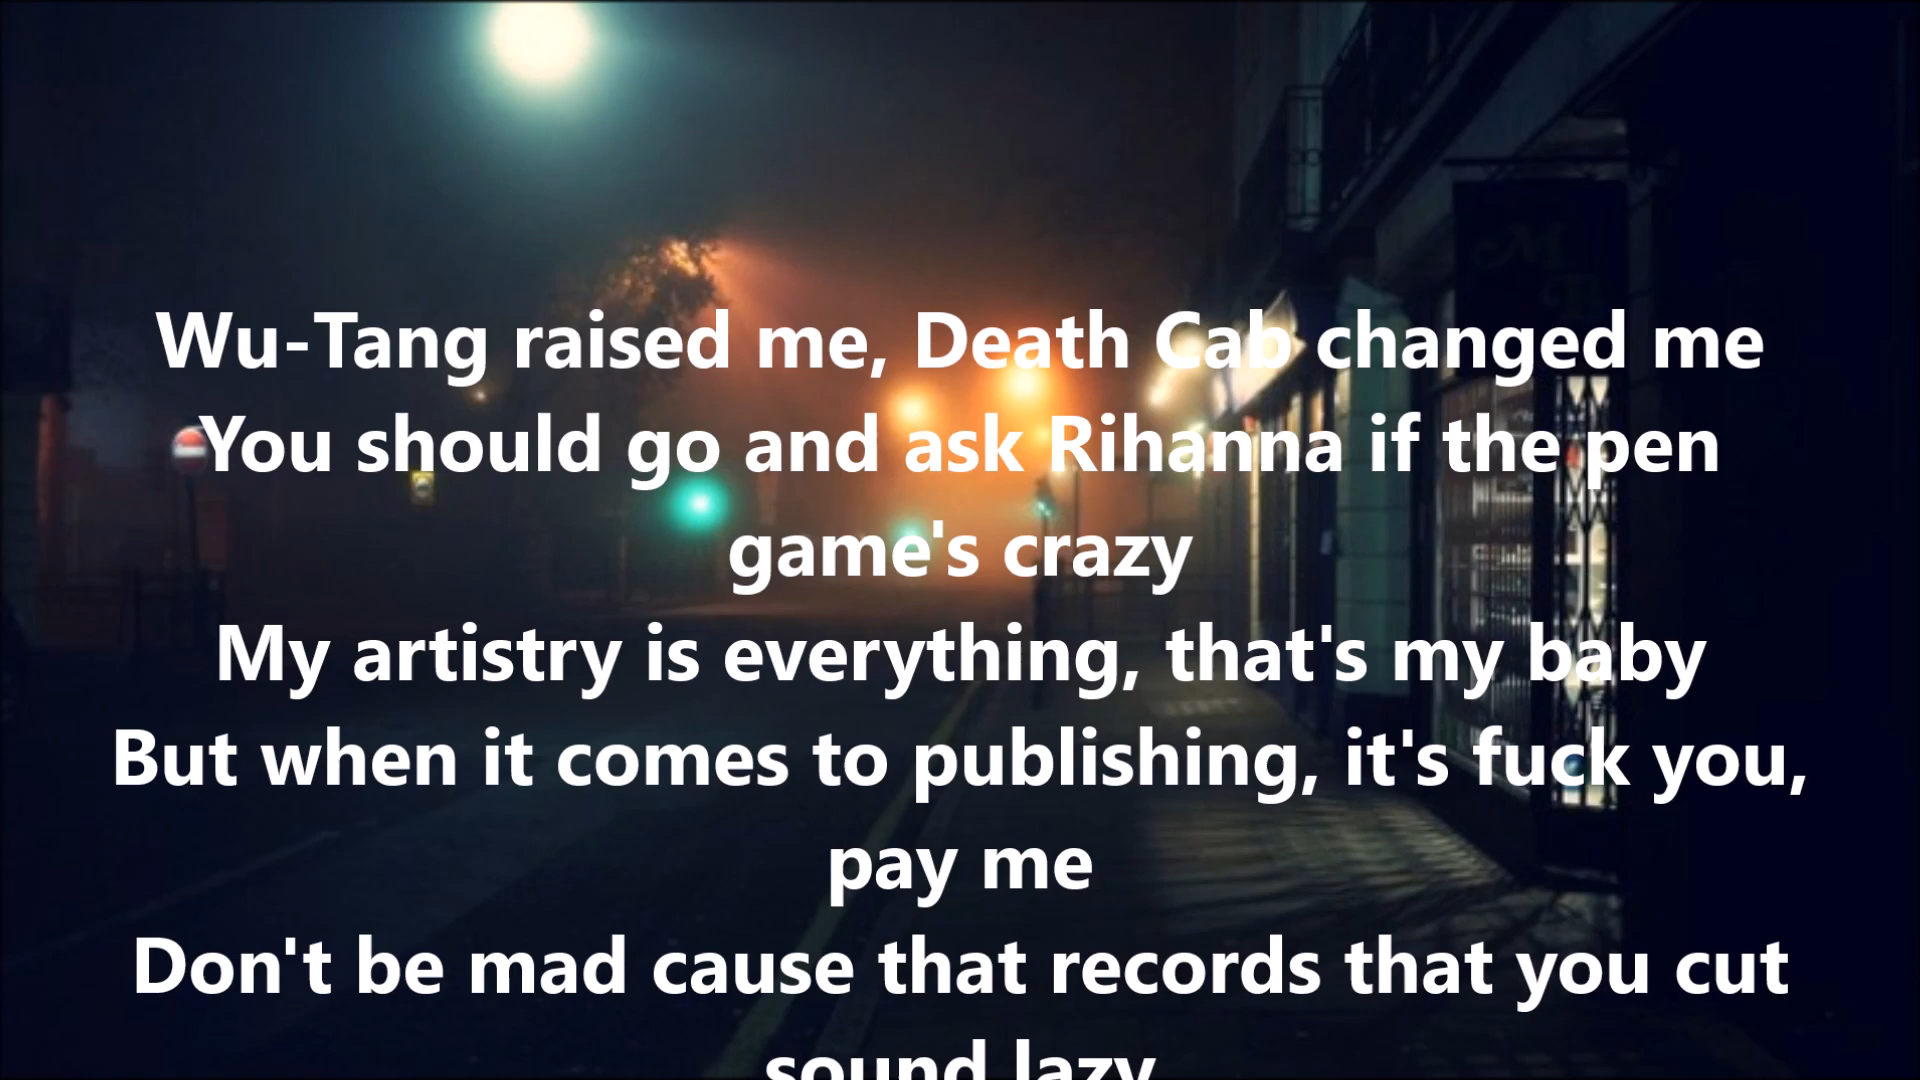 Wu-Tang raised me, Death Cab changed me
You should go and ask Rihanna if the pen
game's crazy
My artistry is everything, that's my baby
But when it comes to publishing, it's fuck you,
pay me
Don't be mad cause that records that you cut
sound lazy